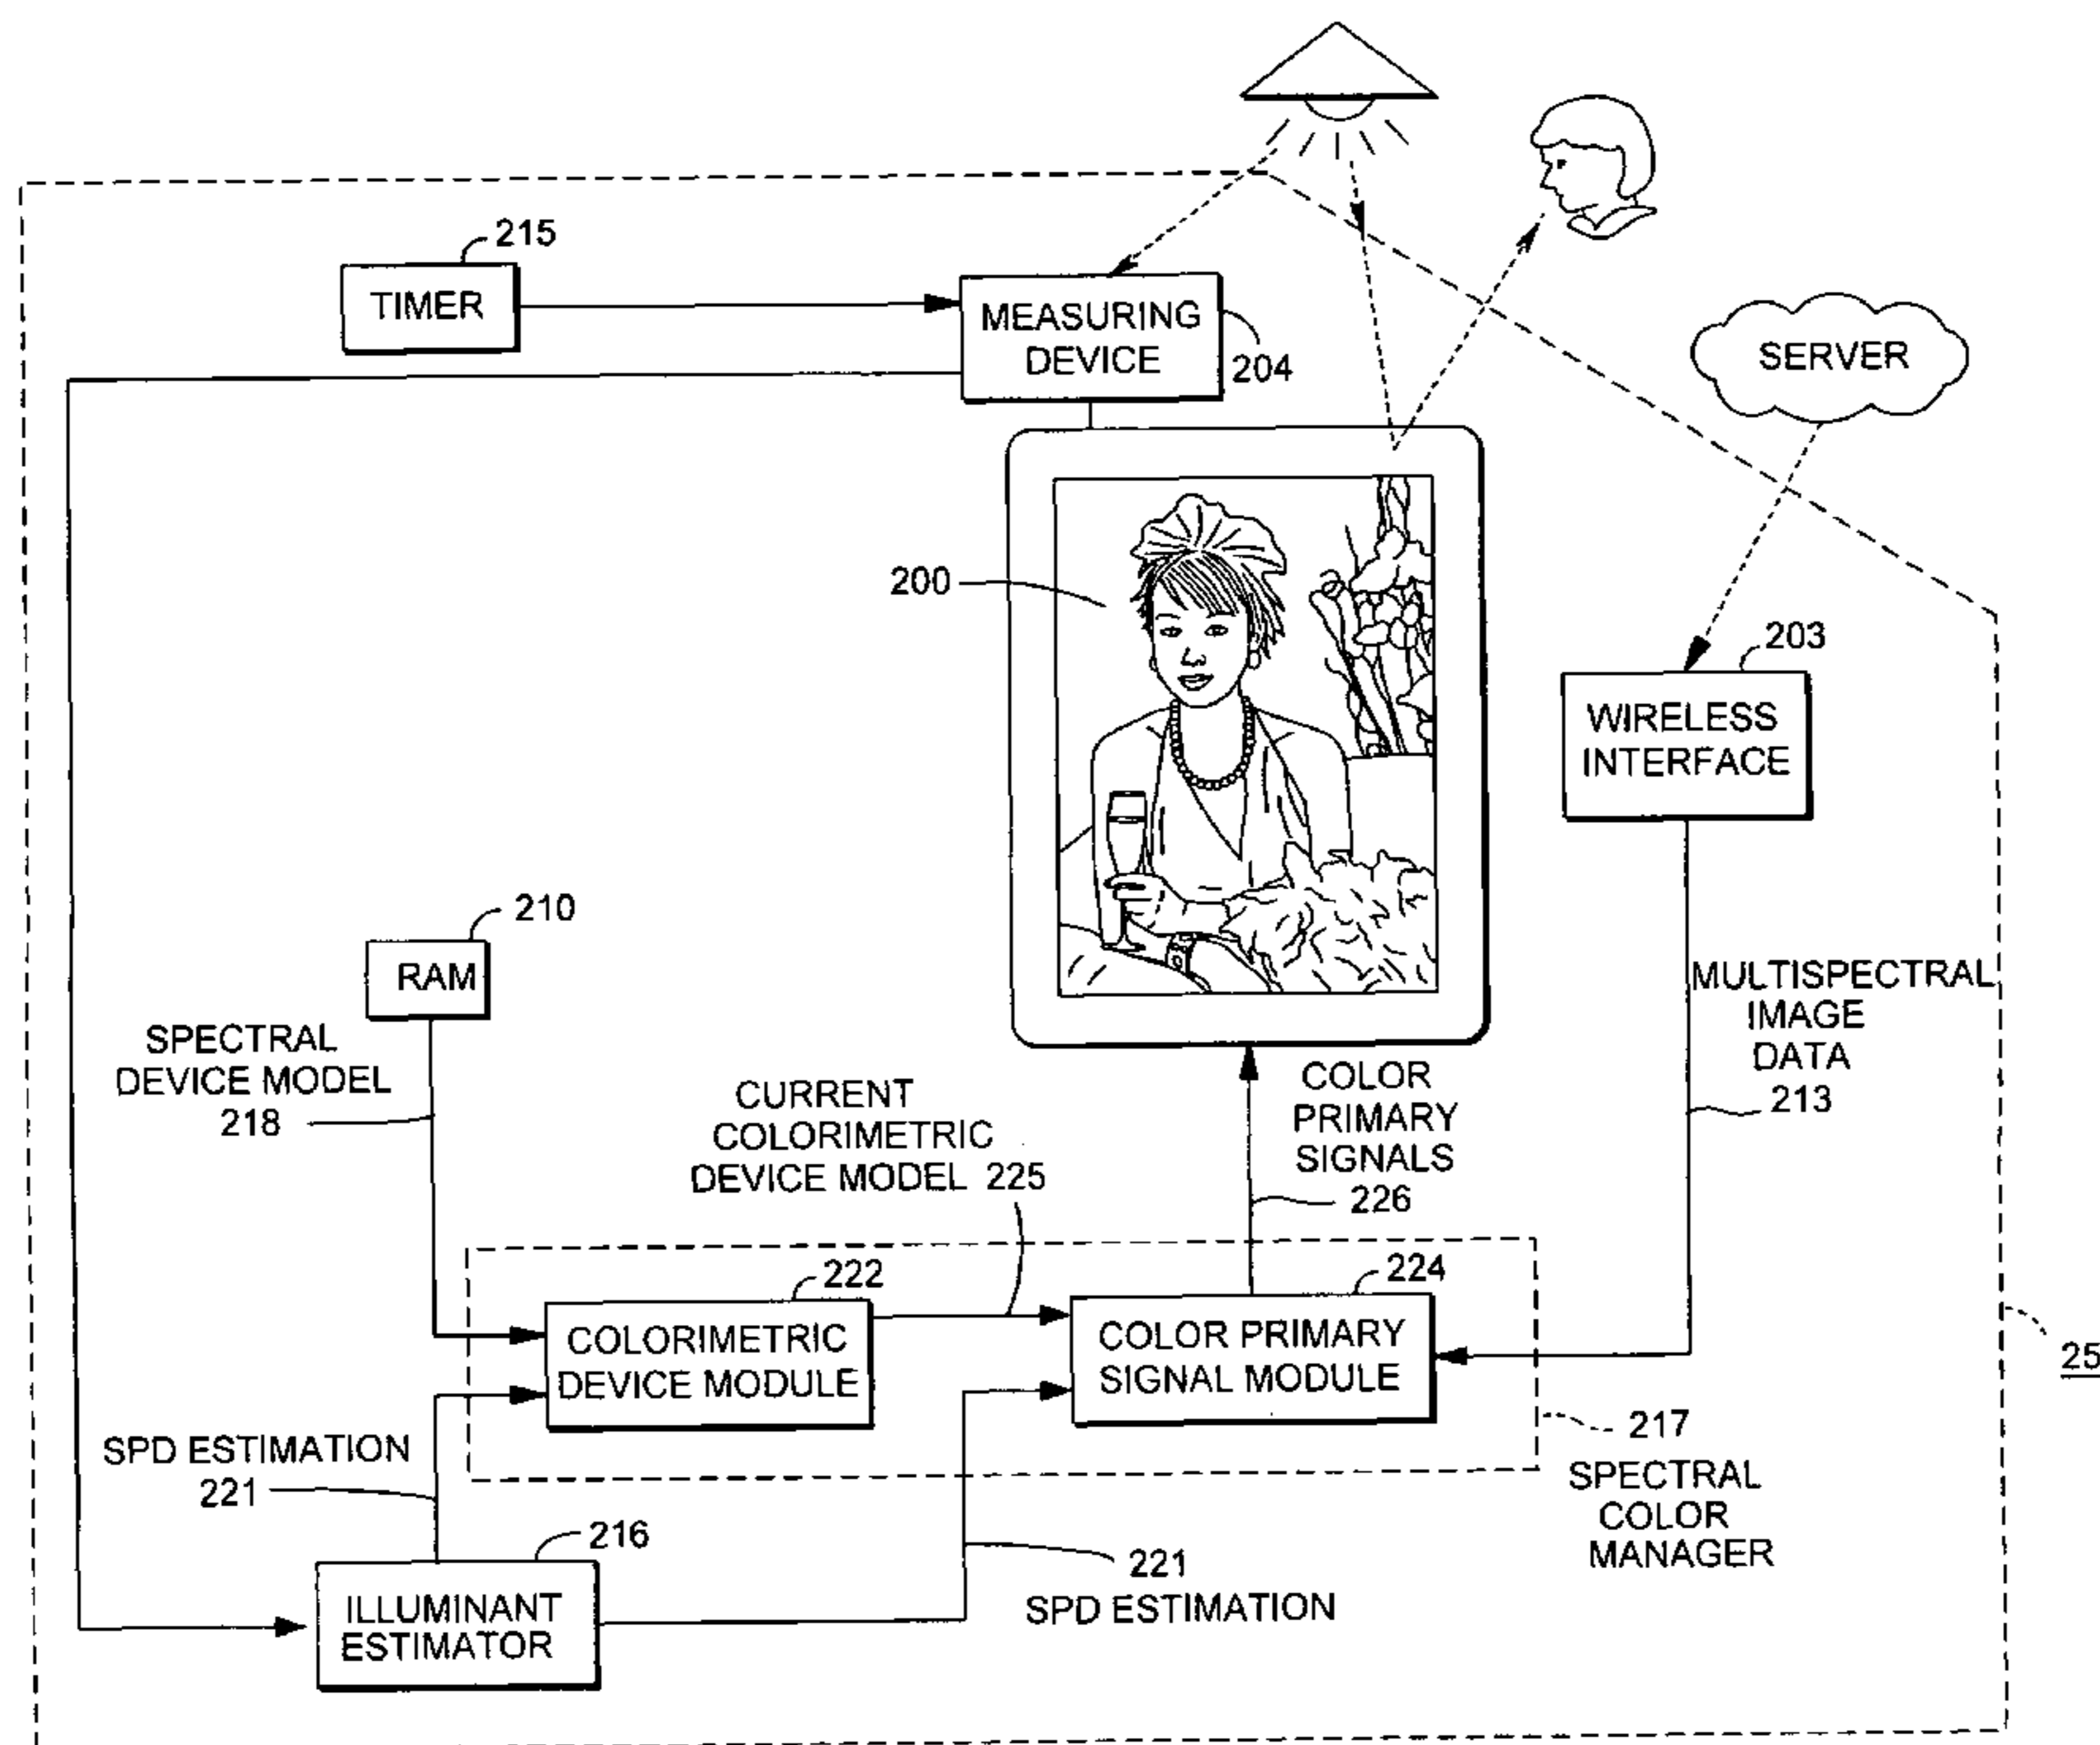 215
TIMER
MEASURING
DEVICE
204
SERVER
200
203
WIRELESS
INTERFACE
210
RAM
MULTISPECTRAL
IMAGE
DATA
213
SPECTRAL
DEVICE MODEL
218
CURRENT
COLORIMETRIC
DEVICE MODEL 225
COLOR
PRIMARY
SIGNALS
226
222
COLORIMETRIC
DEVICE MODULE
224
COLOR PRIMARY
SIGNAL MODULE
25
217
SPECTRAL
COLOR
MANAGER
SPD ESTIMATION
221
216
ILLUMINANT
ESTIMATOR
221
SPD ESTIMATION